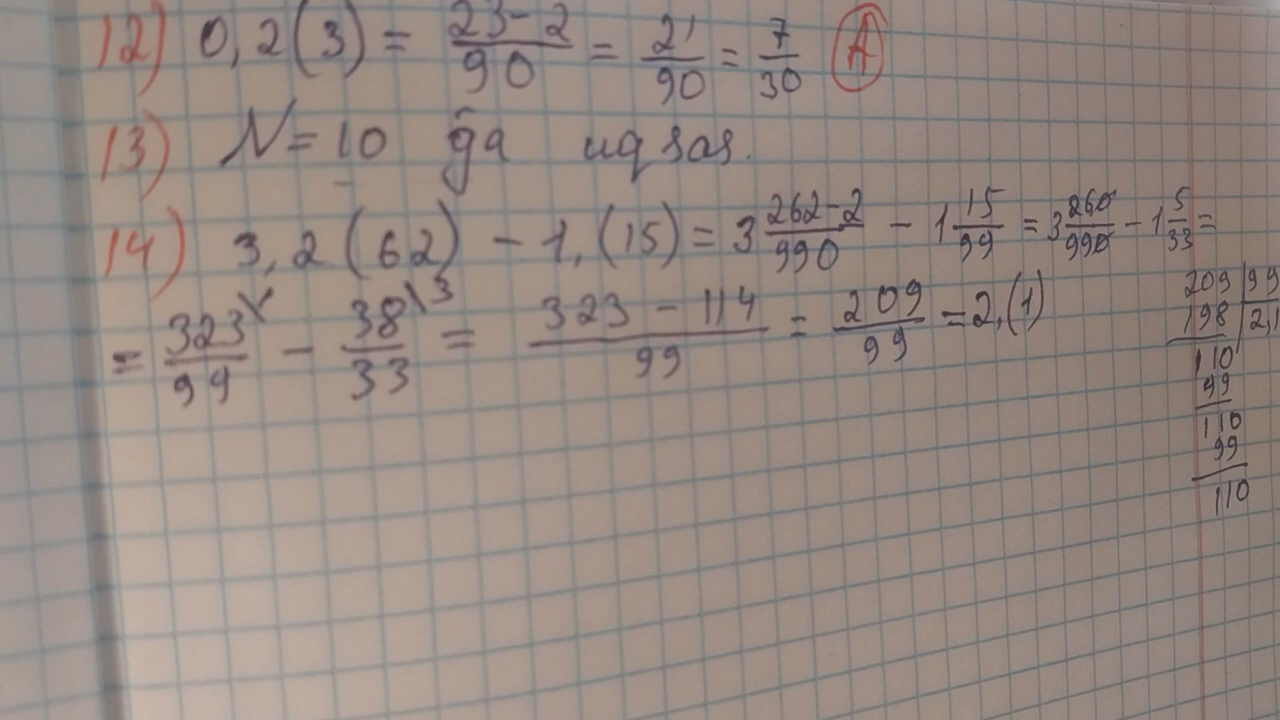 12) 0,2(3) = 23-2/90 = 21/90 = 7/30 A
13) N=10 ga uqsas.
14) 3,2(62) - 1,(15) = 3 262-2/990 - 1 15/99 = 3 260/990 - 1 5/33 =
= 323/99 - 38\3/33 = 323-114/99 = 209/99 = 2,(1)
209|99
198|2,1
110
99
110
99
110